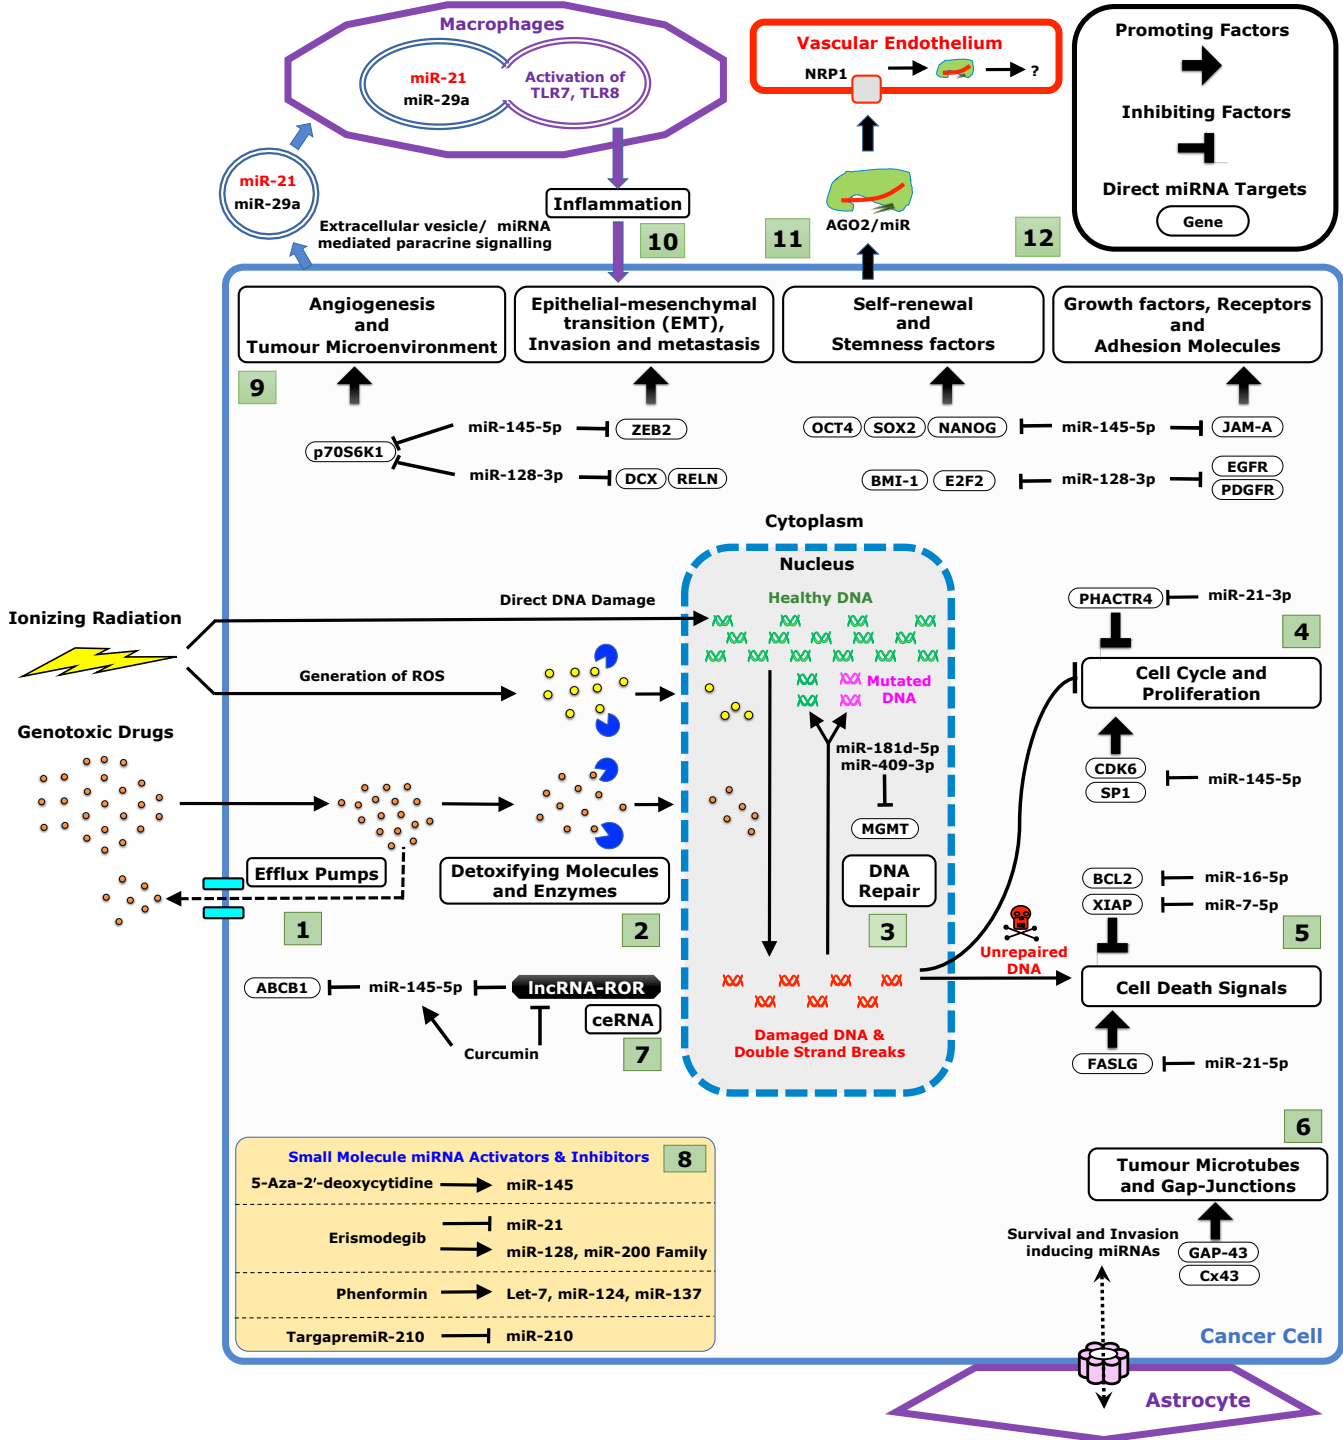 Macrophages
miR-21
miR-29a
Activation of
TLR7, TLR8
Vascular Endothelium
NRP1
?
Promoting Factors
Inhibiting Factors
Direct miRNA Targets
Gene
miR-21
miR-29a
Extracellular vesicle/ miRNA
mediated paracrine signalling
Inflammation
10
11
AGO2/miR
12
Angiogenesis
and
Tumour Microenvironment
Epithelial-mesenchymal
transition (EMT),
Invasion and metastasis
Self-renewal
and
Stemness factors
Growth factors, Receptors
and
Adhesion Molecules
9
p70S6K1
miR-145-5p
ZEB2
miR-128-3p
DCX
RELN
OCT4
SOX2
NANOG
miR-145-5p
JAM-A
BMI-1
E2F2
miR-128-3p
EGFR
PDGFR
Cytoplasm
Nucleus
Healthy DNA
Mutated
DNA
Ionizing Radiation
Direct DNA Damage
Generation of ROS
Genotoxic Drugs
miR-181d-5p
miR-409-3p
MGMT
DNA
Repair
3
PHACTR4
miR-21-3p
4
Cell Cycle and
Proliferation
CDK6
SP1
miR-145-5p
Efflux Pumps
1
Detoxifying Molecules
and Enzymes
2
BCL2
miR-16-5p
XIAP
miR-7-5p
5
Unrepaired
DNA
Cell Death Signals
FASLG
miR-21-5p
ABCB1
miR-145-5p
lncRNA-ROR
ceRNA
Curcumin
7
Damaged DNA &
Double Strand Breaks
6
Tumour Microtubes
and Gap-Junctions
GAP-43
Cx43
Survival and Invasion
inducing miRNAs
Small Molecule miRNA Activators & Inhibitors
8
5-Aza-2’-deoxycytidine
miR-145
Erismodegib
miR-21
miR-128, miR-200 Family
Phenformin
Let-7, miR-124, miR-137
TargapremiR-210
miR-210
Cancer Cell
Astrocyte